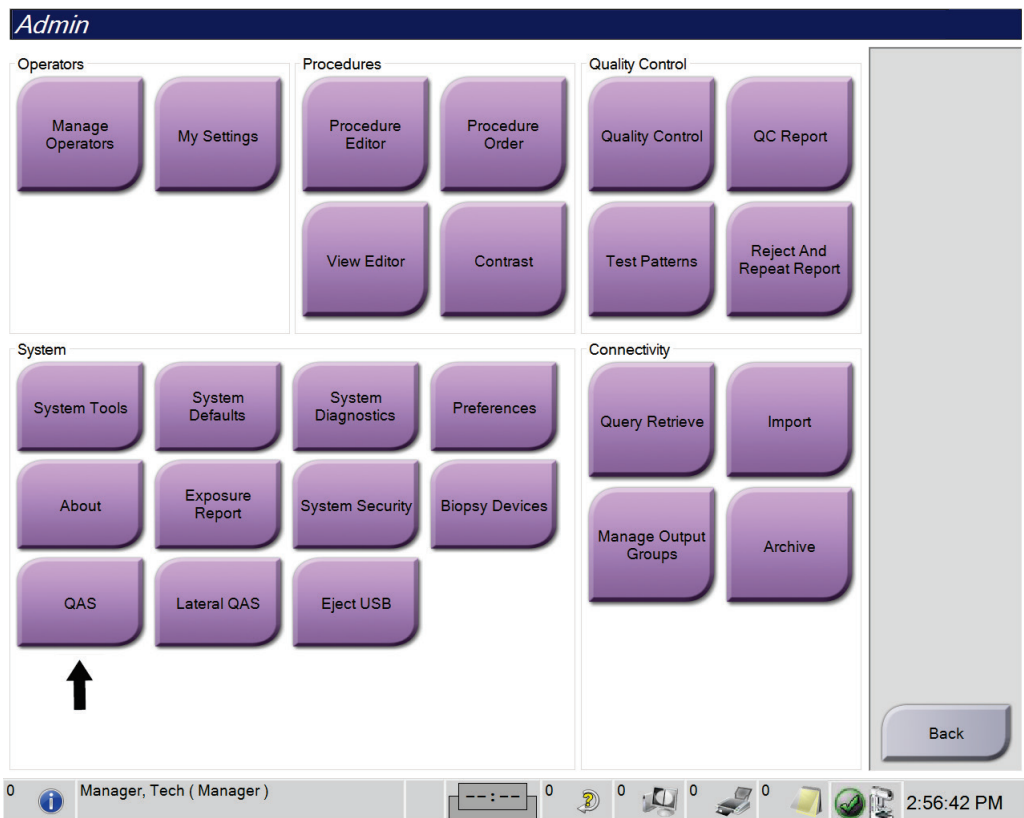 Admin
Operators
Manage
Operators
My Settings
Procedures
Procedure
Editor
Procedure
Order
View Editor
Contrast
Quality Control
Quality Control
QC Report
Test Patterns
Reject And
Repeat Report
System
System Tools
System
Defaults
System
Diagnostics
Preferences
About
Exposure
Report
System Security
Biopsy Devices
QAS
Lateral QAS
Eject USB
Connectivity
Query Retrieve
Import
Manage Output
Groups
Archive
Back
0
Manager, Tech ( Manager )
--:--
0
0
0
0
2:56:42 PM